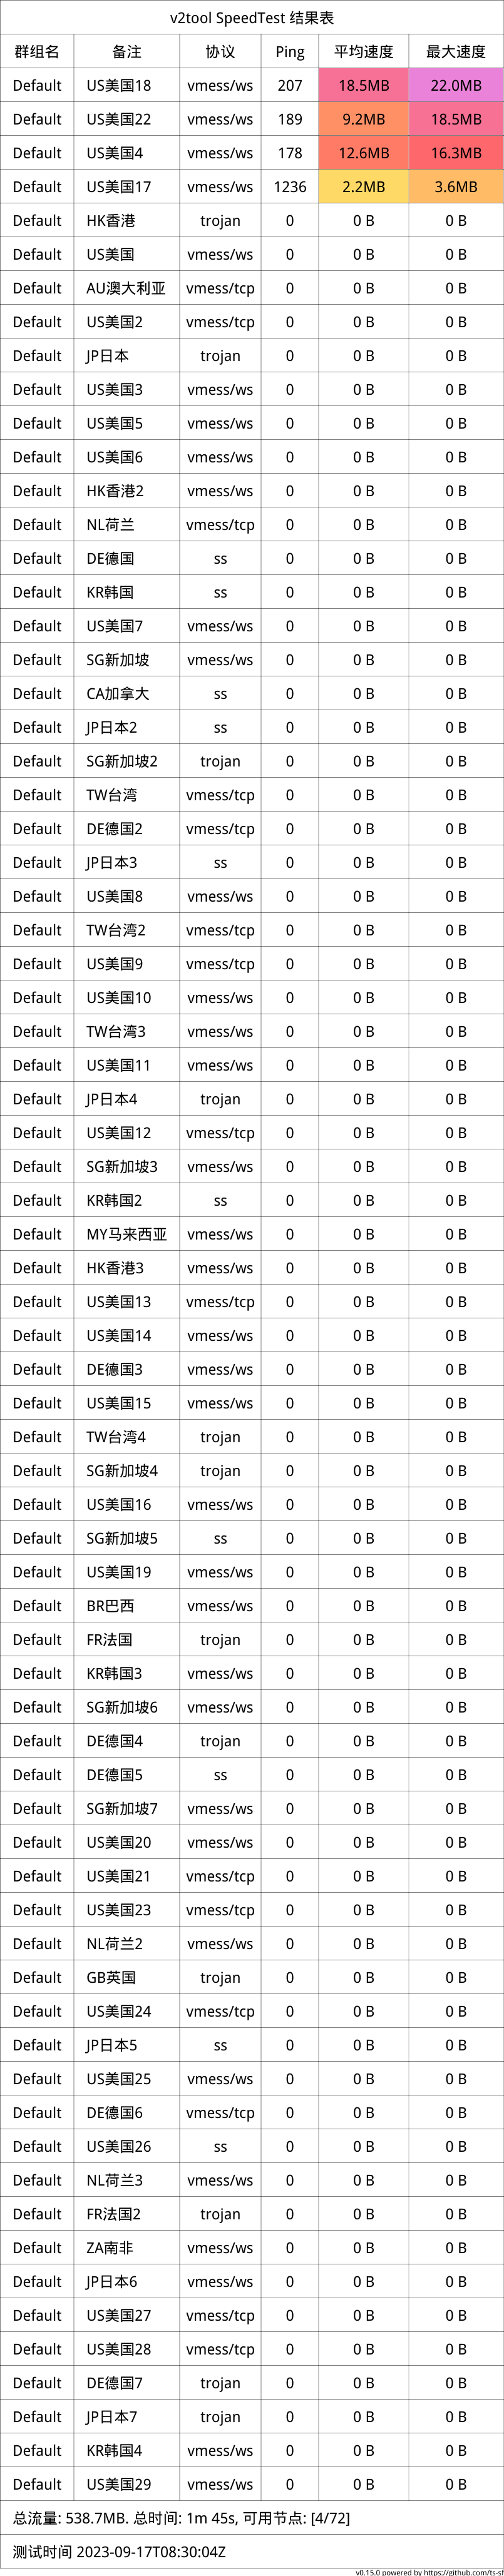 v2tool SpeedTest 结果表
群组名 备注 协议 Ping 平均速度 最大速度
Default US美国18 vmess/ws 207 18.5MB 22.0MB
Default US美国22 vmess/ws 189 9.2MB 18.5MB
Default US美国4 vmess/ws 178 12.6MB 16.3MB
Default US美国17 vmess/ws 1236 2.2MB 3.6MB
Default HK香港 trojan 0 0 B 0 B
Default US美国 vmess/ws 0 0 B 0 B
Default AU澳大利亚 vmess/tcp 0 0 B 0 B
Default US美国2 vmess/tcp 0 0 B 0 B
Default JP日本 trojan 0 0 B 0 B
Default US美国3 vmess/ws 0 0 B 0 B
Default US美国5 vmess/ws 0 0 B 0 B
Default US美国6 vmess/ws 0 0 B 0 B
Default HK香港2 vmess/ws 0 0 B 0 B
Default NL荷兰 vmess/tcp 0 0 B 0 B
Default DE德国 ss 0 0 B 0 B
Default KR韩国 ss 0 0 B 0 B
Default US美国7 vmess/ws 0 0 B 0 B
Default SG新加坡 vmess/ws 0 0 B 0 B
Default CA加拿大 ss 0 0 B 0 B
Default JP日本2 ss 0 0 B 0 B
Default SG新加坡2 trojan 0 0 B 0 B
Default TW台湾 vmess/tcp 0 0 B 0 B
Default DE德国2 vmess/tcp 0 0 B 0 B
Default JP日本3 ss 0 0 B 0 B
Default US美国8 vmess/ws 0 0 B 0 B
Default TW台湾2 vmess/tcp 0 0 B 0 B
Default US美国9 vmess/tcp 0 0 B 0 B
Default US美国10 vmess/ws 0 0 B 0 B
Default TW台湾3 vmess/ws 0 0 B 0 B
Default US美国11 vmess/ws 0 0 B 0 B
Default JP日本4 trojan 0 0 B 0 B
Default US美国12 vmess/tcp 0 0 B 0 B
Default SG新加坡3 vmess/ws 0 0 B 0 B
Default KR韩国2 ss 0 0 B 0 B
Default MY马来西亚 vmess/ws 0 0 B 0 B
Default HK香港3 vmess/ws 0 0 B 0 B
Default US美国13 vmess/tcp 0 0 B 0 B
Default US美国14 vmess/ws 0 0 B 0 B
Default DE德国3 vmess/ws 0 0 B 0 B
Default US美国15 vmess/ws 0 0 B 0 B
Default TW台湾4 trojan 0 0 B 0 B
Default SG新加坡4 trojan 0 0 B 0 B
Default US美国16 vmess/ws 0 0 B 0 B
Default SG新加坡5 ss 0 0 B 0 B
Default US美国19 vmess/ws 0 0 B 0 B
Default BR巴西 vmess/ws 0 0 B 0 B
Default FR法国 trojan 0 0 B 0 B
Default KR韩国3 vmess/ws 0 0 B 0 B
Default SG新加坡6 vmess/ws 0 0 B 0 B
Default DE德国4 trojan 0 0 B 0 B
Default DE德国5 ss 0 0 B 0 B
Default SG新加坡7 vmess/ws 0 0 B 0 B
Default US美国20 vmess/ws 0 0 B 0 B
Default US美国21 vmess/tcp 0 0 B 0 B
Default US美国23 vmess/tcp 0 0 B 0 B
Default NL荷兰2 vmess/ws 0 0 B 0 B
Default GB英国 trojan 0 0 B 0 B
Default US美国24 vmess/tcp 0 0 B 0 B
Default JP日本5 ss 0 0 B 0 B
Default US美国25 vmess/ws 0 0 B 0 B
Default DE德国6 vmess/tcp 0 0 B 0 B
Default US美国26 ss 0 0 B 0 B
Default NL荷兰3 vmess/ws 0 0 B 0 B
Default FR法国2 trojan 0 0 B 0 B
Default ZA南非 vmess/ws 0 0 B 0 B
Default JP日本6 vmess/ws 0 0 B 0 B
Default US美国27 vmess/tcp 0 0 B 0 B
Default US美国28 vmess/tcp 0 0 B 0 B
Default DE德国7 trojan 0 0 B 0 B
Default JP日本7 trojan 0 0 B 0 B
Default KR韩国4 vmess/ws 0 0 B 0 B
Default US美国29 vmess/ws 0 0 B 0 B
总流量: 538.7MB. 总时间: 1m 45s, 可用节点: [4/72]
测试时间 2023-09-17T08:30:04Z
v0.15.0 powered by https://github.com/ts-sf